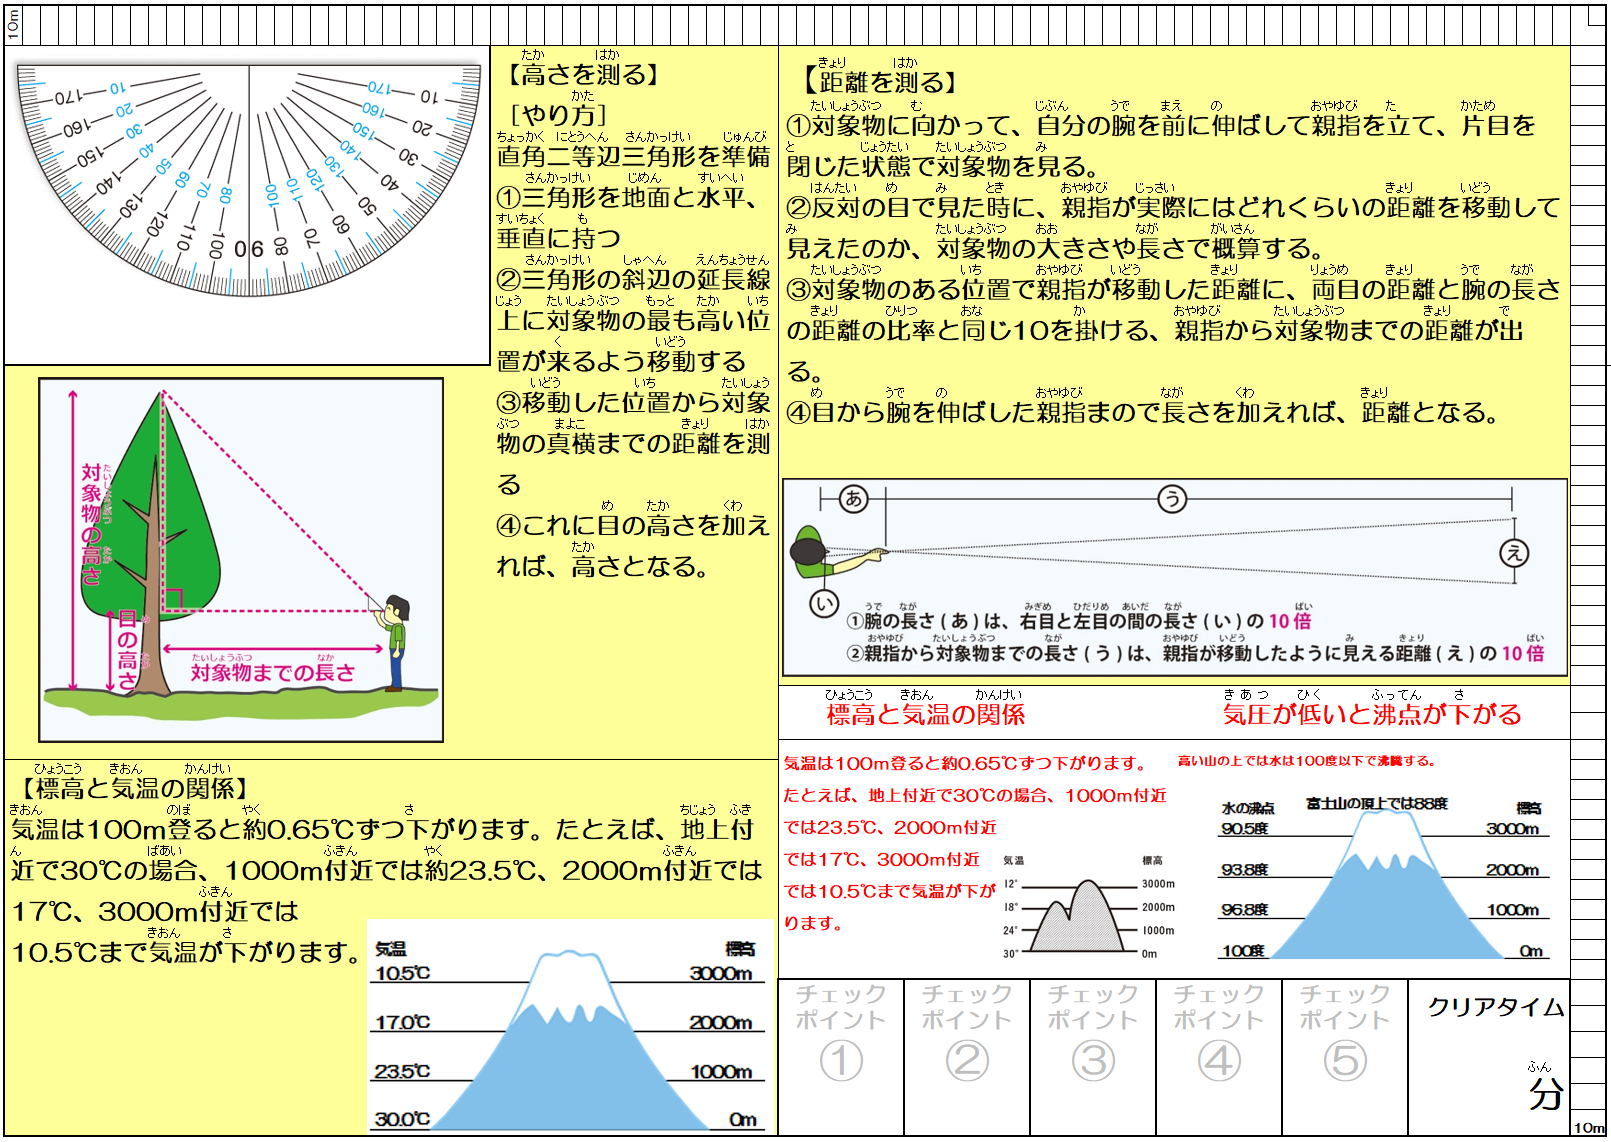 10m
170 160 150 140 130 120 110 100 90 80 70 60 50 40 30 20 10
10 20 30 40 50 60 70 80 100 110 120 130 140 150 160 170
【高さを測る】
[やり方]
直角二等辺三角形を準備
①三角形を地面と水平、
垂直に持つ
②三角形の斜辺の延長線
上に対象物の最も高い位
置が来るよう移動する
③移動した位置から対象
物の真横までの距離を測
る
④これに目の高さを加え
れば、高さとなる。
対象物の高さ
目の高さ
対象物までの長さ
【距離を測る】
①対象物に向かって、自分の腕を前に伸ばして親指を立て、片目を
閉じた状態で対象物を見る。
②反対の目で見た時に、親指が実際にはどれくらいの距離を移動して
見えたのか、対象物の大きさや長さで概算する。
③対象物のある位置で親指が移動した距離に、両目の距離と腕の長さ
の距離の比率と同じ10を掛ける、親指から対象物までの距離が出
る。
④目から腕を伸ばした親指まので長さを加えれば、距離となる。
あ
う
え
い
①腕の長さ(あ)は、右目と左目の間の長さ(い)の10倍
②親指から対象物までの長さ(う)は、親指が移動したように見える距離(え)の10倍
【標高と気温の関係】
気温は100m登ると約0.65℃ずつ下がります。たとえば、地上付
近で30℃の場合、1000m付近では約23.5℃、2000m付近では
17℃、3000m付近では
10.5℃まで気温が下がります。
気温 標高
10.5℃ 3000m
17.0℃ 2000m
23.5℃ 1000m
30.0℃ 0m
標高と気温の関係
気圧が低いと沸点が下がる
気温は100m登ると約0.65℃ずつ下がります。
たとえば、地上付近で30℃の場合、1000m付近
では23.5℃、2000m付近
では17℃、3000m付近
では10.5℃まで気温が下が
ります。
気温 標高
12° 3000m
18° 2000m
24° 1000m
30° 0m
高い山の上では水は100度以下で沸騰する。
水の沸点 富士山の頂上では88度 標高
90.5度 3000m
93.8度 2000m
96.8度 1000m
100度 0m
チェックポイント①
チェックポイント②
チェックポイント③
チェックポイント④
チェックポイント⑤
クリアタイム
分
10m